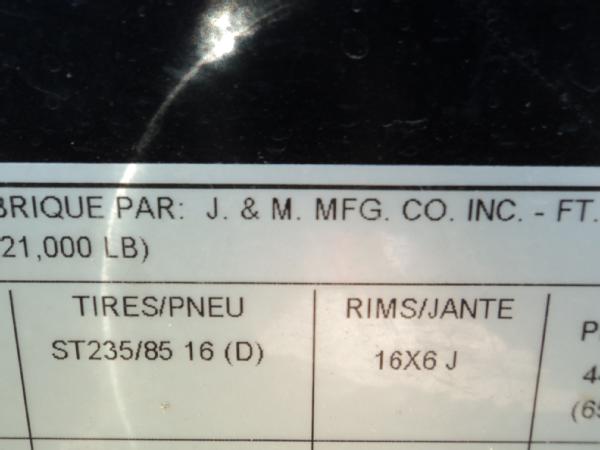 BRIQUE PAR: J. & M. MFG. CO. INC. - FT.
21,000 LB)
TIRES/PNEU RIMS/JANTE
ST235/85 16 (D) 16X6 J